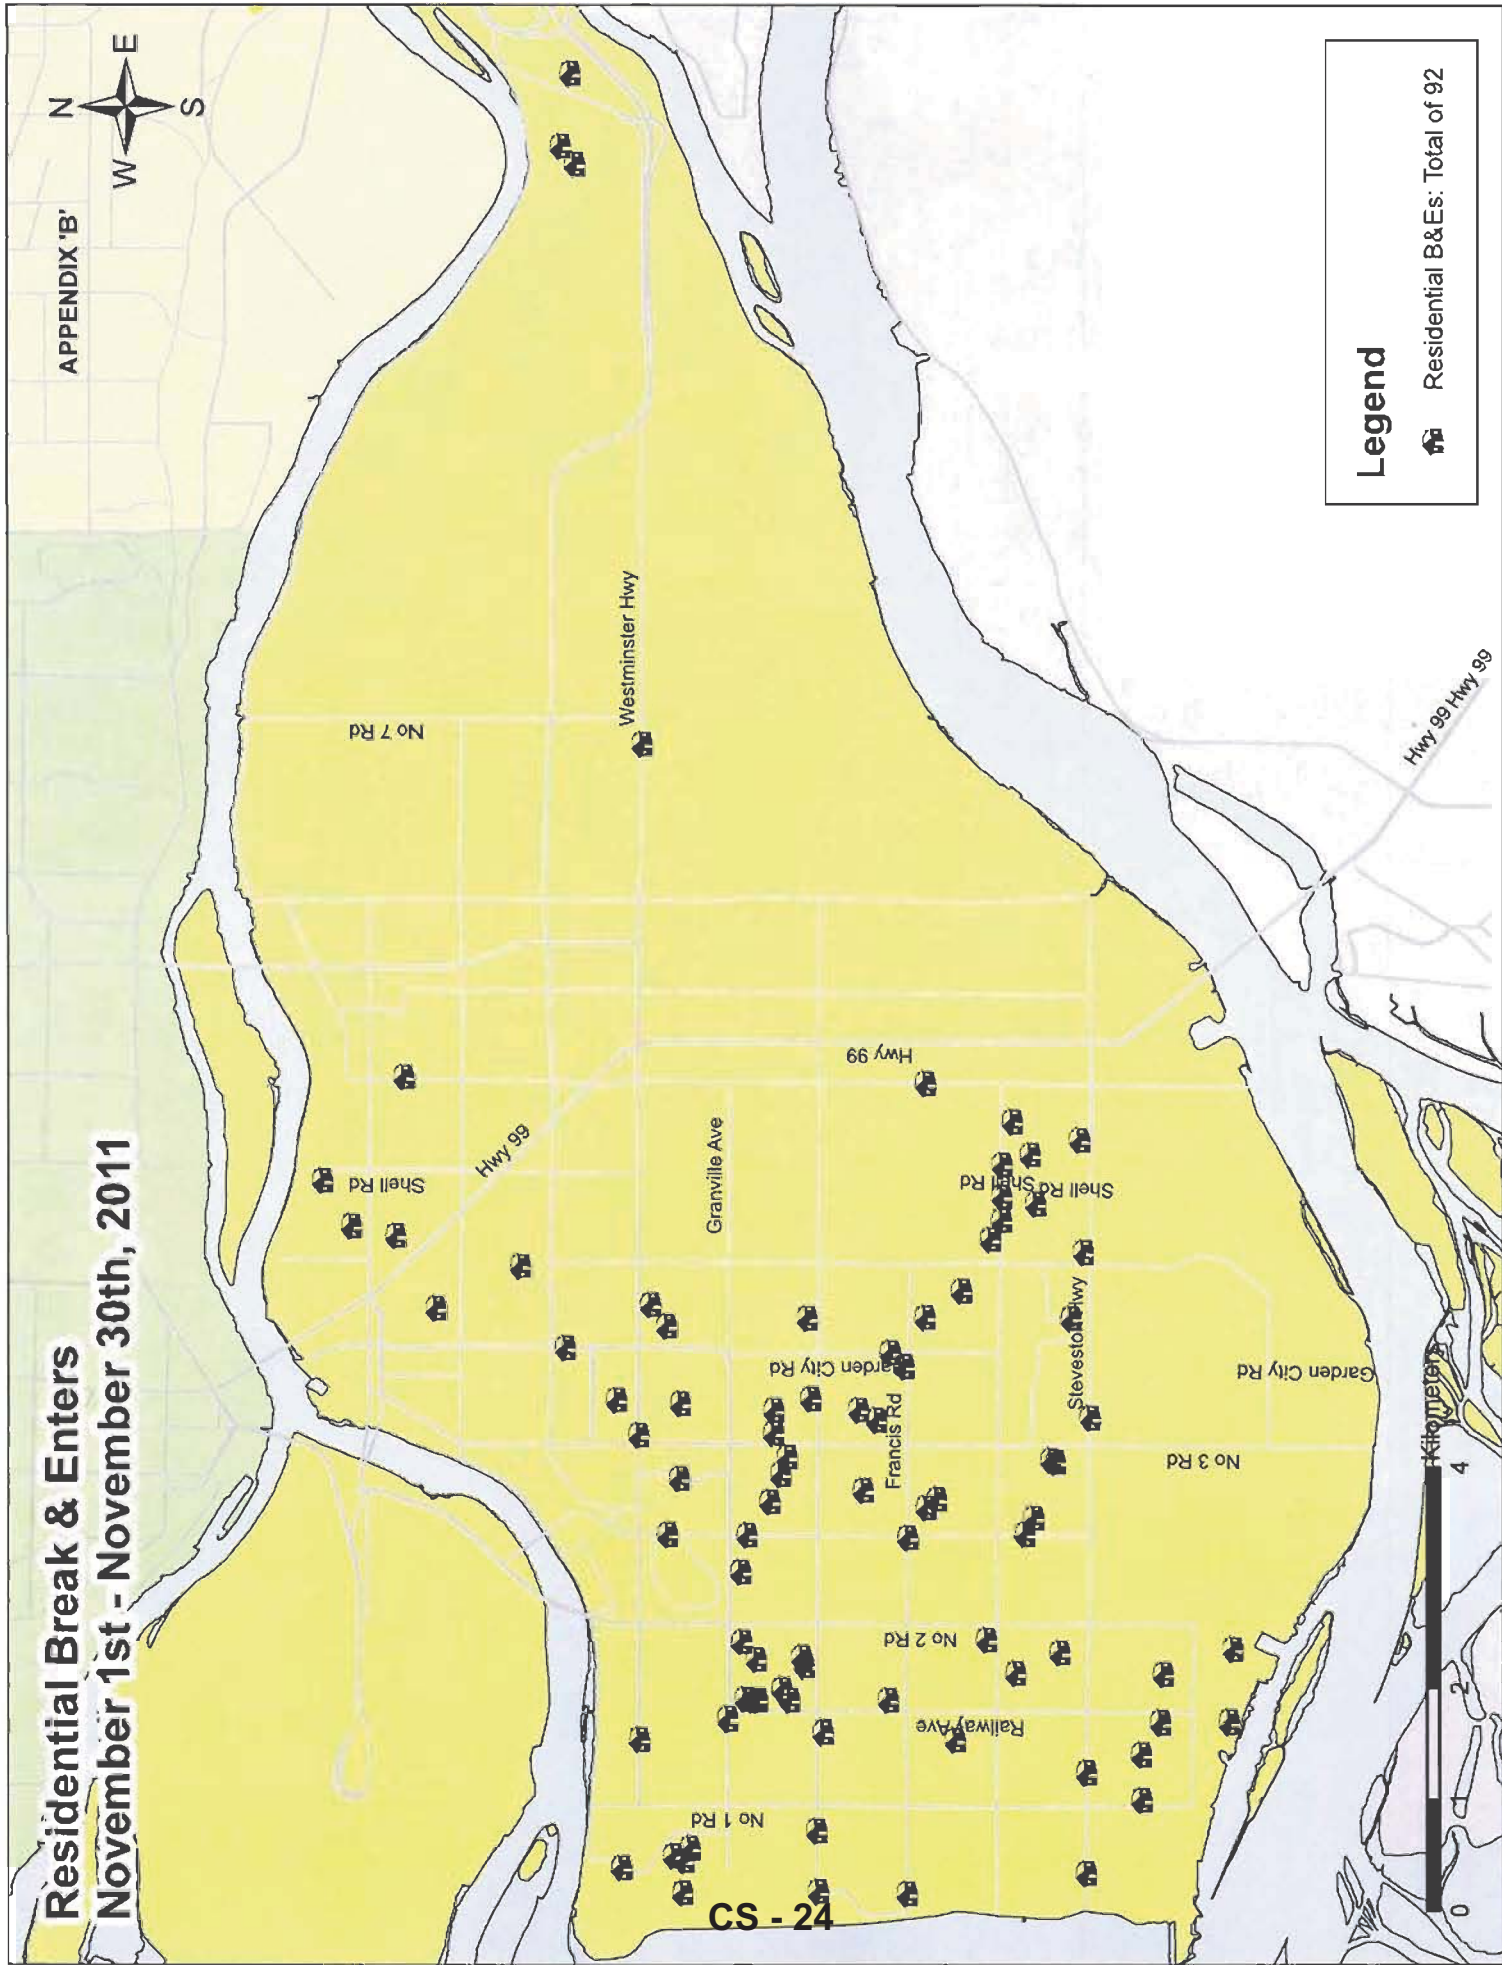 Residential Break & Enters
November 1st - November 30th, 2011
APPENDIX 'B'
N
W
E
S
No 7 Rd
Westminster Hwy
Shell Rd
Hwy 99
Granville Ave
Hwy 99
No 1 Rd
Garden City Rd
Francis Rd
No 2 Rd
Railway Ave
Shell Rd
Shell Rd
Steveston Hwy
No 3 Rd
Garden City Rd
Hwy 99 Hwy 99
Legend
Residential B&Es: Total of 92
Kilometers
0 1 2 4
CS - 24